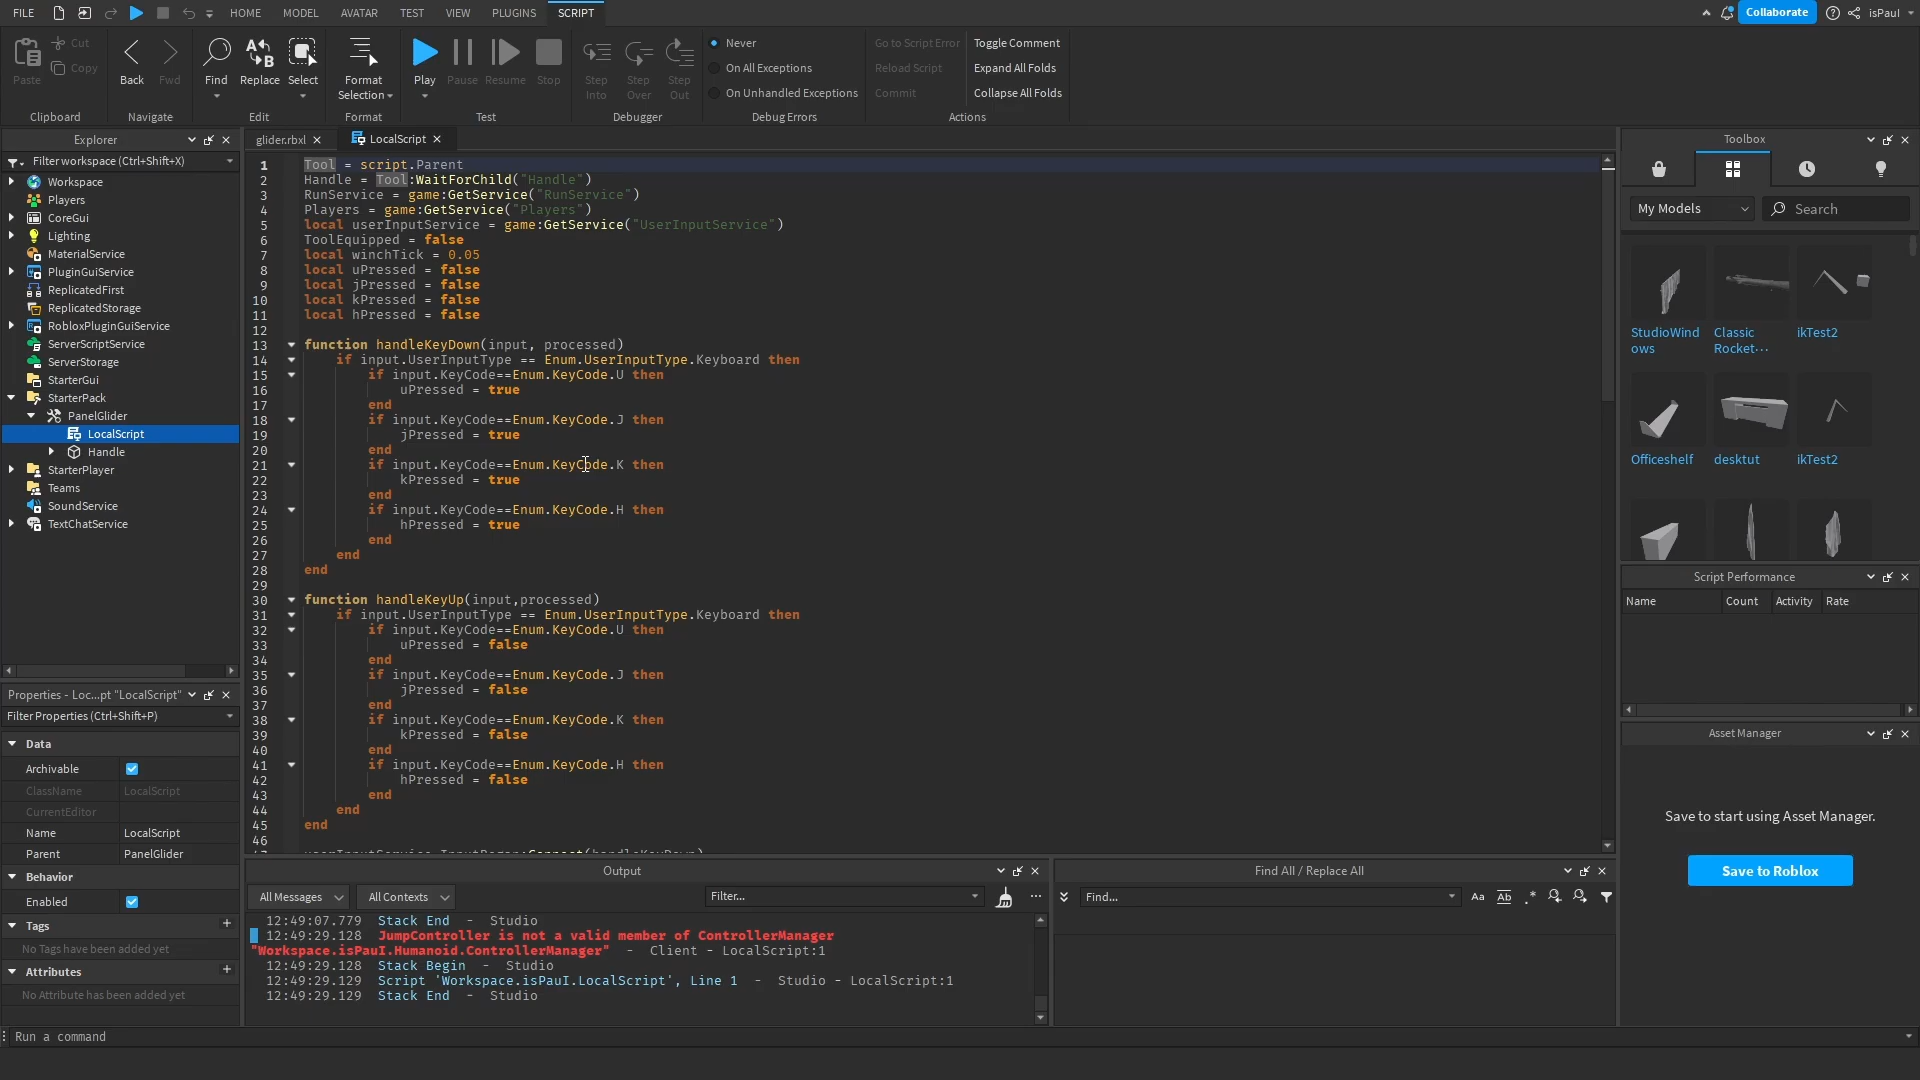 FILE HOME MODEL AVATAR TEST VIEW PLUGINS SCRIPT Collaborate isPaul
Paste Cut Copy Clipboard
Back Fwd Navigate
Find Replace Select Edit
Format Selection Format
Play Pause Resume Stop Test
Step Into Step Over Step Out Debugger
Never
On All Exceptions
On Unhandled Exceptions
Debug Errors
Go to Script Error
Reload Script
Commit
Toggle Comment
Expand All Folds
Collapse All Folds
Actions
Explorer
Filter workspace (Ctrl+Shift+X)
Workspace
Players
CoreGui
Lighting
MaterialService
PluginGuiService
ReplicatedFirst
ReplicatedStorage
RobloxPluginGuiService
ServerScriptService
ServerStorage
StarterGui
StarterPack
PanelGlider
LocalScript
Handle
StarterPlayer
Teams
SoundService
TextChatService
Properties - Loc...pt "LocalScript"
Filter Properties (Ctrl+Shift+P)
Data
Archivable
ClassName LocalScript
CurrentEditor
Name LocalScript
Parent PanelGlider
Behavior
Enabled
Tags +
No Tags have been added yet
Attributes +
No Attribute has been added yet
glider.rbxl × LocalScript ×
1 Tool = script.Parent
2 Handle = Tool:WaitForChild("Handle")
3 RunService = game:GetService("RunService")
4 Players = game:GetService("Players")
5 local userInputService = game:GetService("UserInputService")
6 ToolEquipped = false
7 local winchTick = 0.05
8 local uPressed = false
9 local jPressed = false
10 local kPressed = false
11 local hPressed = false
12
13 function handleKeyDown(input, processed)
14 if input.UserInputType == Enum.UserInputType.Keyboard then
15 if input.KeyCode==Enum.KeyCode.U then
16 uPressed = true
17 end
18 if input.KeyCode==Enum.KeyCode.J then
19 jPressed = true
20 end
21 if input.KeyCode==Enum.KeyCode.K then
22 kPressed = true
23 end
24 if input.KeyCode==Enum.KeyCode.H then
25 hPressed = true
26 end
27 end
28 end
29
30 function handleKeyUp(input,processed)
31 if input.UserInputType == Enum.UserInputType.Keyboard then
32 if input.KeyCode==Enum.KeyCode.U then
33 uPressed = false
34 end
35 if input.KeyCode==Enum.KeyCode.J then
36 jPressed = false
37 end
38 if input.KeyCode==Enum.KeyCode.K then
39 kPressed = false
40 end
41 if input.KeyCode==Enum.KeyCode.H then
42 hPressed = false
43 end
44 end
45 end
46
Output
All Messages All Contexts Filter...
12:49:07.779 Stack End - Studio
12:49:29.128 JumpController is not a valid member of ControllerManager
"Workspace.isPauI.Humanoid.ControllerManager" - Client - LocalScript:1
12:49:29.128 Stack Begin - Studio
12:49:29.129 Script 'Workspace.isPauI.LocalScript', Line 1 - Studio - LocalScript:1
12:49:29.129 Stack End - Studio
Find All / Replace All
Find... Aa Ab .*
Toolbox
My Models Search
StudioWind
ows
Classic
Rocket...
ikTest2
Officeshelf desktut ikTest2
Script Performance
Name Count Activity Rate
Asset Manager
Save to start using Asset Manager.
Save to Roblox
Run a command